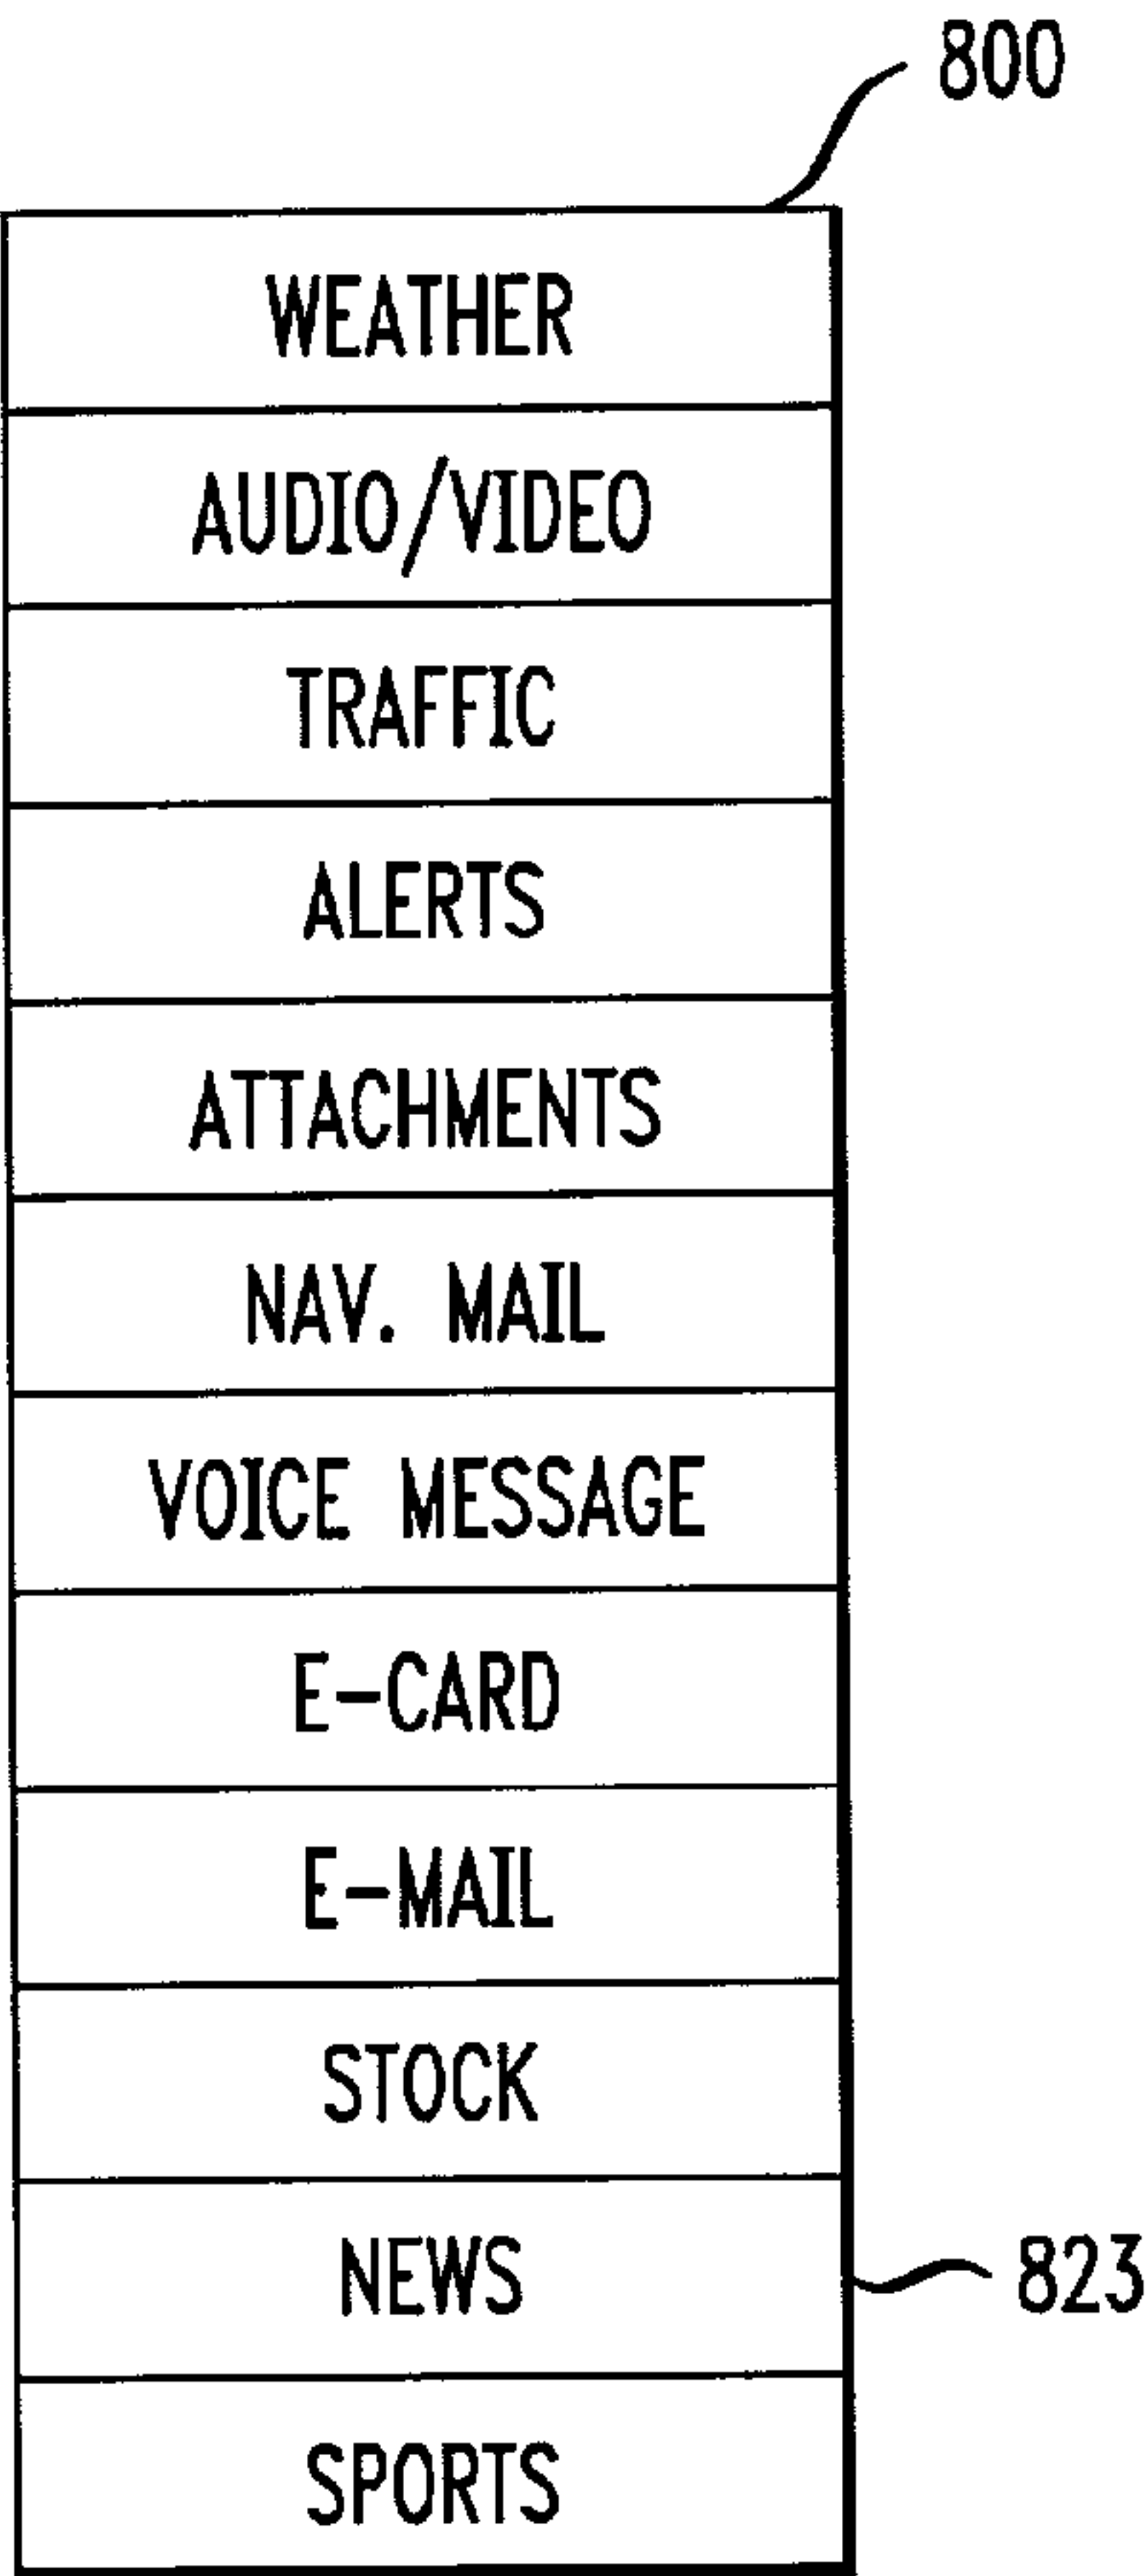 800
WEATHER
AUDIO/VIDEO
TRAFFIC
ALERTS
ATTACHMENTS
NAV. MAIL
VOICE MESSAGE
E-CARD
E-MAIL
STOCK
NEWS
823
SPORTS